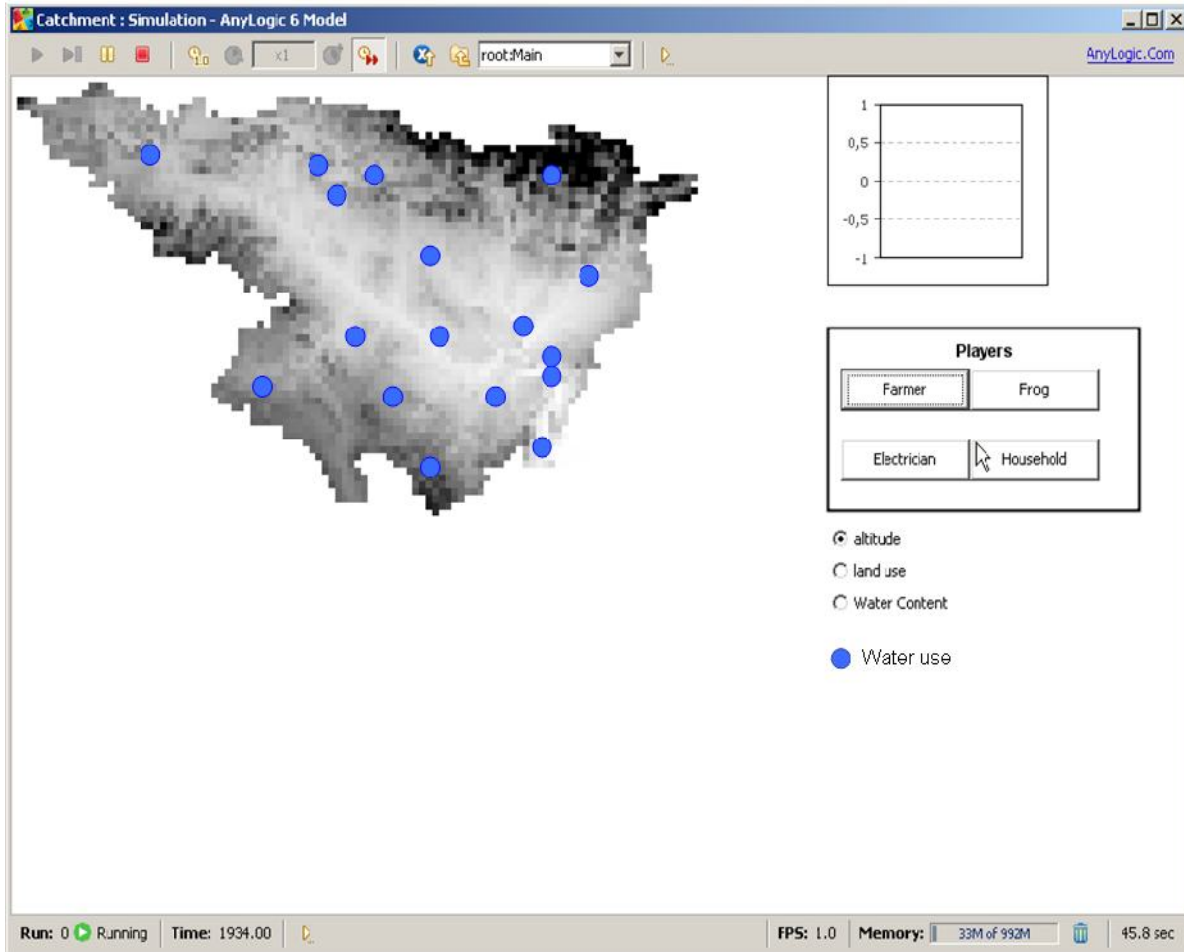 Catchment : Simulation - AnyLogic 6 Model
x1 root:Main AnyLogic.Com
1
0,5
0
-0,5
-1
Players
Farmer Frog
Electrician Household
altitude
land use
Water Content
Water use
Run: 0 Running Time: 1934.00 FPS: 1.0 Memory: 33M of 992M 45.8 sec